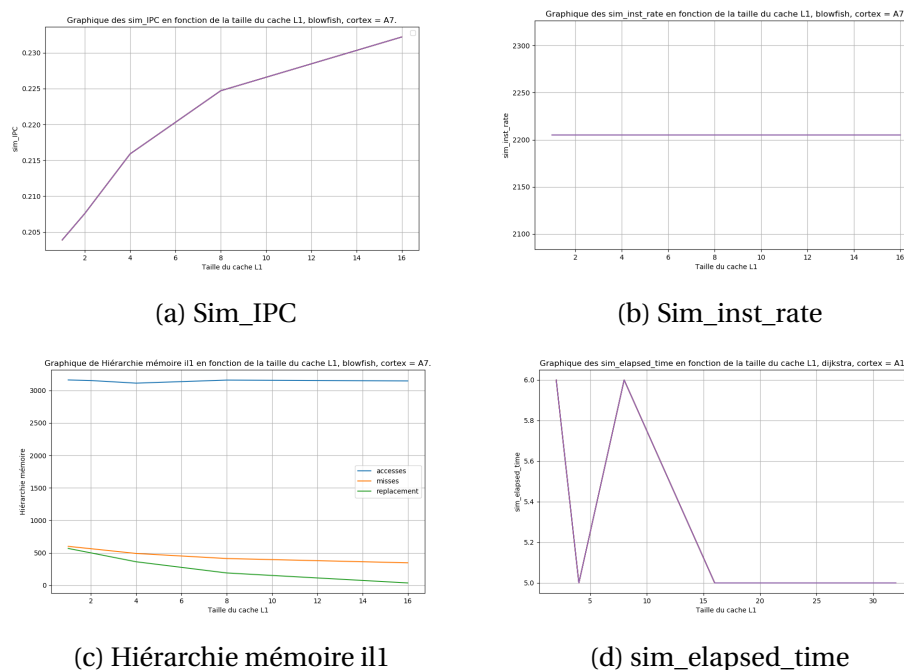 Graphique des sim_IPC en fonction de la taille du cache L1, blowfish, cortex = A7.
0.230
0.225
0.220
0.215
0.210
0.205
sim_IPC
2 4 6 8 10 12 14 16
Taille du cache L1
(a) Sim_IPC
Graphique des sim_inst_rate en fonction de la taille du cache L1, blowfish, cortex = A7
2300
2250
2200
2150
2100
sim_inst_rate
2 4 6 8 10 12 14 16
Taille du cache L1
(b) Sim_inst_rate
Graphique de Hiérarchie mémoire il1 en fonction de la taille du cache L1, blowfish, cortex = A7.
3000
2500
2000
1500
1000
500
0
Hiérarchie mémoire
accesses
misses
replacement
2 4 6 8 10 12 14 16
Taille du cache L1
(c) Hiérarchie mémoire il1
Graphique des sim_elapsed_time en fonction de la taille du cache L1, dijkstra, cortex = A1
6.0
5.8
5.6
5.4
5.2
5.0
sim_elapsed_time
5 10 15 20 25 30
Taille du cache L1
(d) sim_elapsed_time